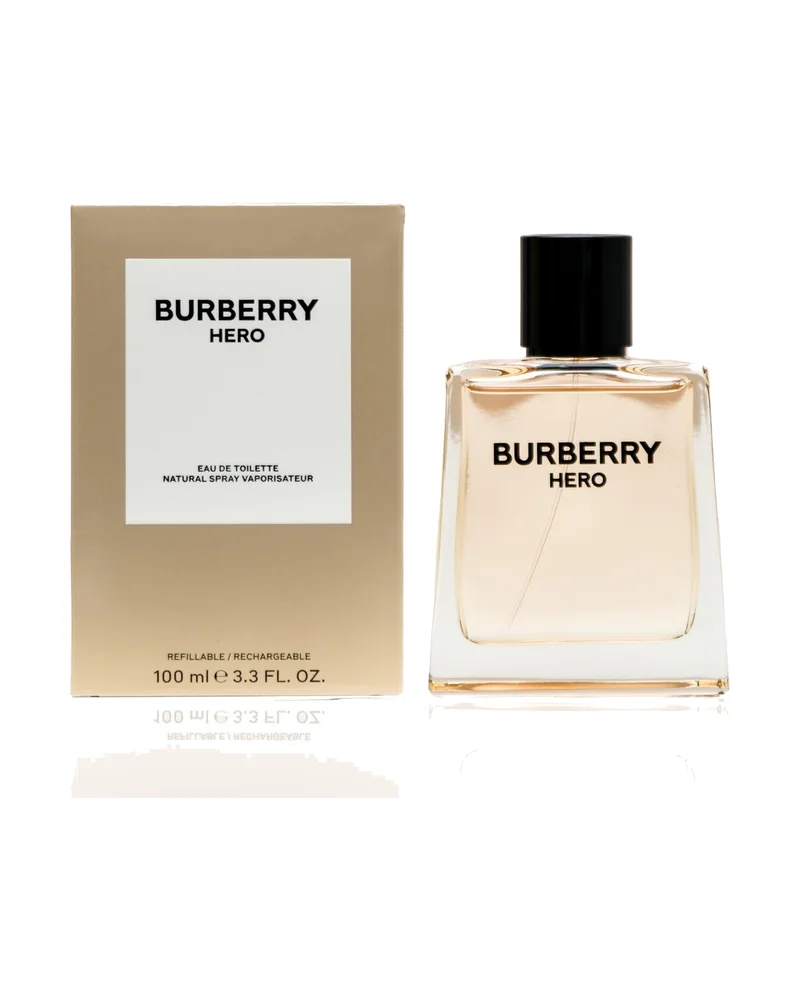 BURBERRY
HERO
EAU DE TOILETTE
NATURAL SPRAY VAPORISATEUR
REFILLABLE / RECHARGEABLE
100 ml ℮ 3.3 FL. OZ.
BURBERRY
HERO